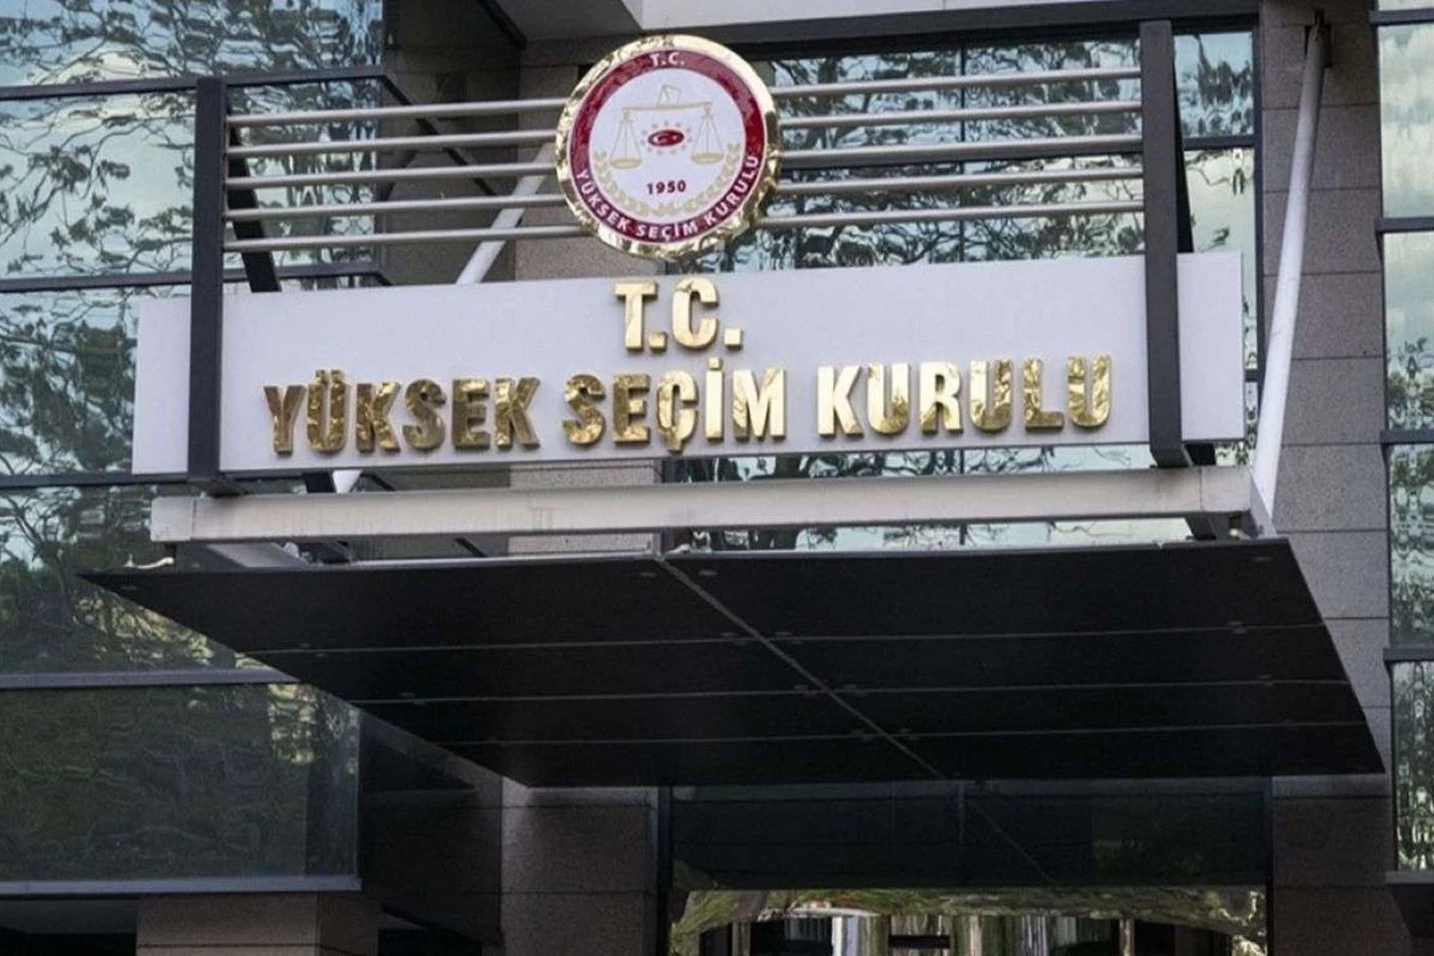 T.C.
1950
YÜKSEK SEÇİM KURULU
T.C.
YÜKSEK SEÇİM KURULU